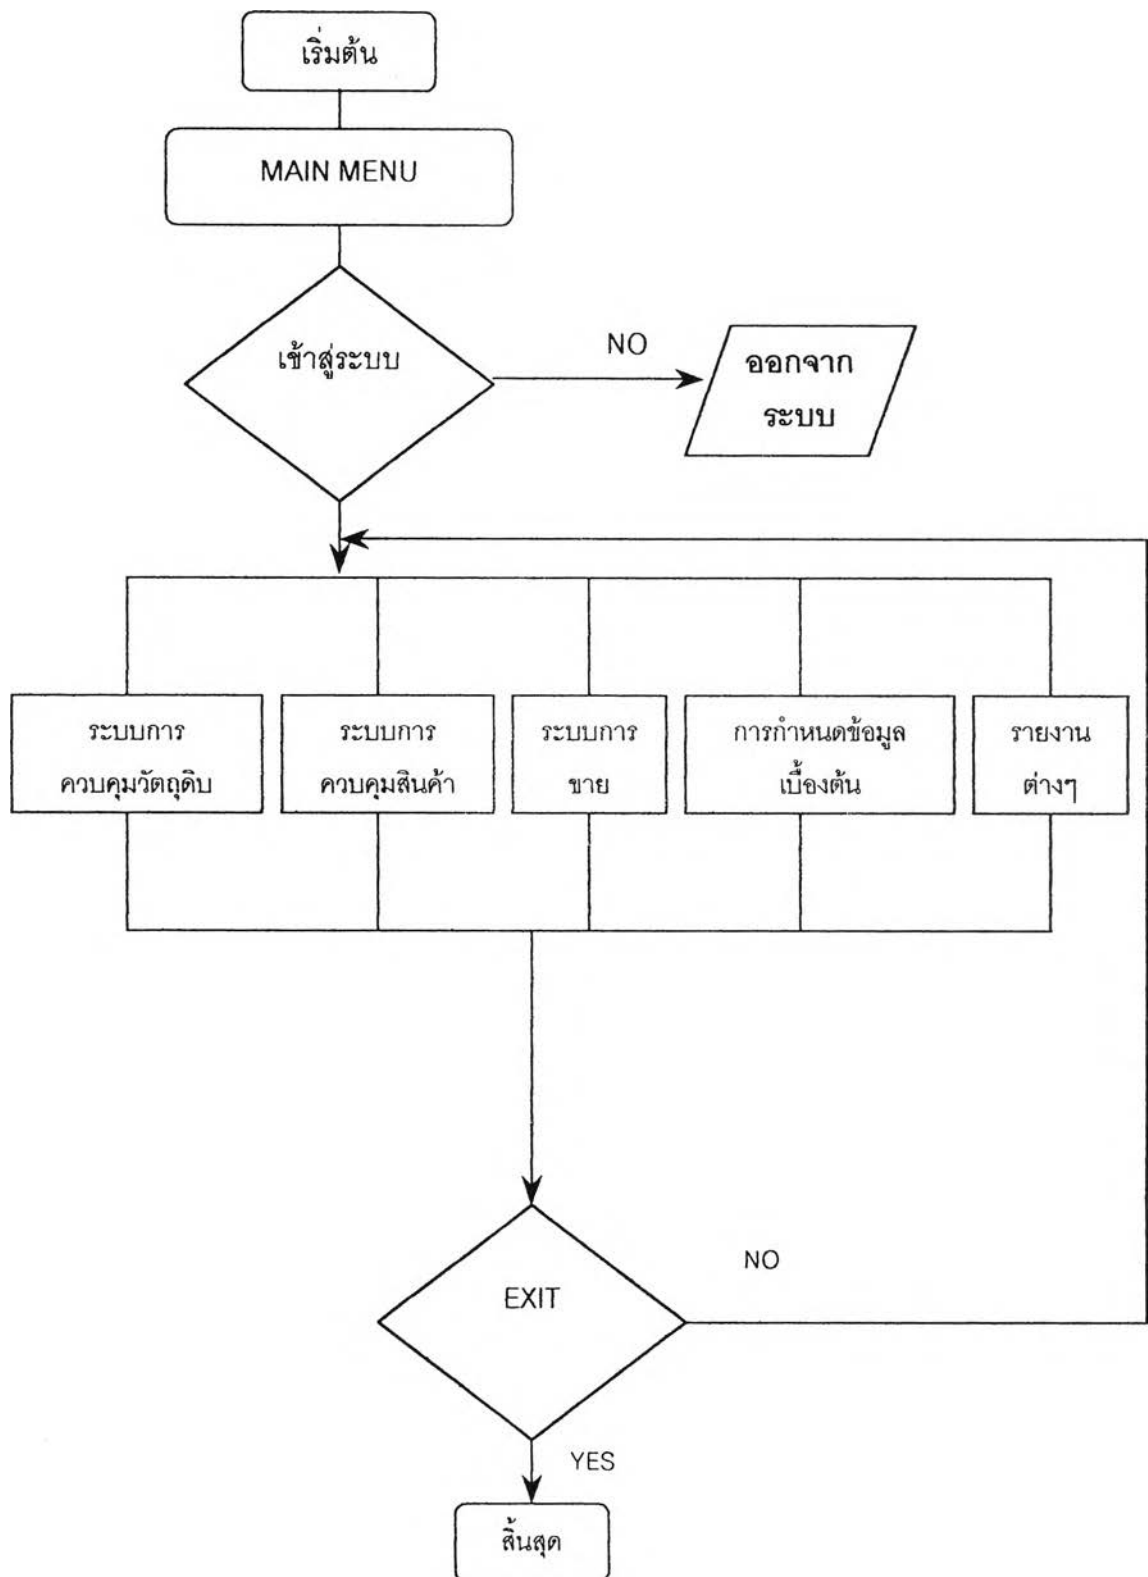 เริ่มต้น
MAIN MENU
เข้าสู่ระบบ
NO
ออกจาก
ระบบ
ระบบการ
ควบคุมวัตถุดิบ
ระบบการ
ควบคุมสินค้า
ระบบการ
ขาย
การกำหนดข้อมูล
เบื้องต้น
รายงาน
ต่างๆ
EXIT
NO
YES
สิ้นสุด